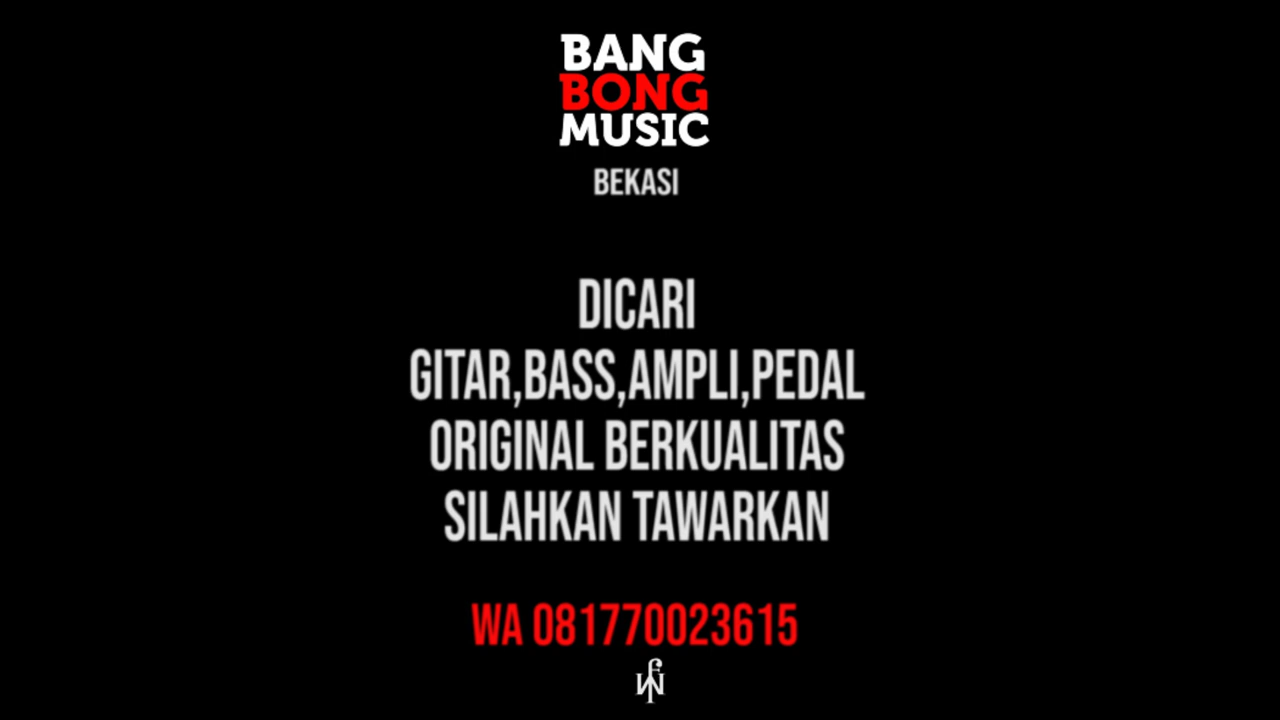 BANG
BONG
MUSIC
BEKASI
DICARI
GITAR,BASS,AMPLI,PEDAL
ORIGINAL BERKUALITAS
SILAHKAN TAWARKAN
WA 081770023615